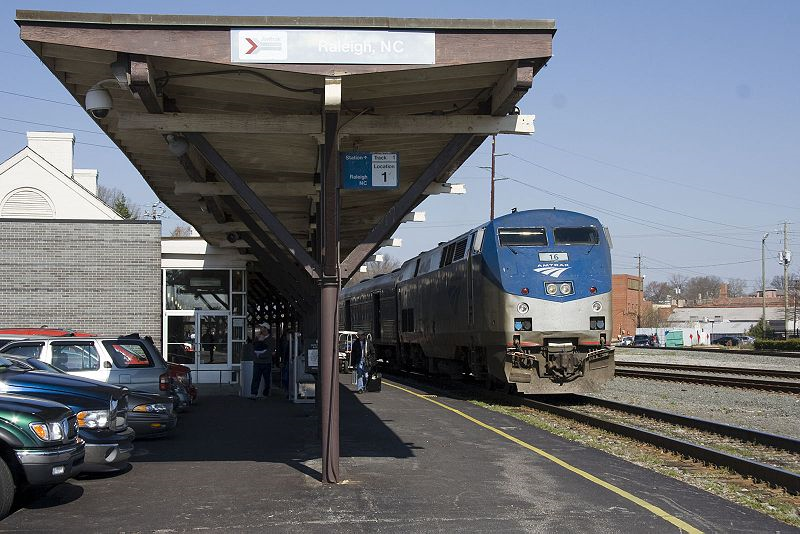 Raleigh, NC
Station
Raleigh
NC
Track 1
Location
1
16
AMTRAK